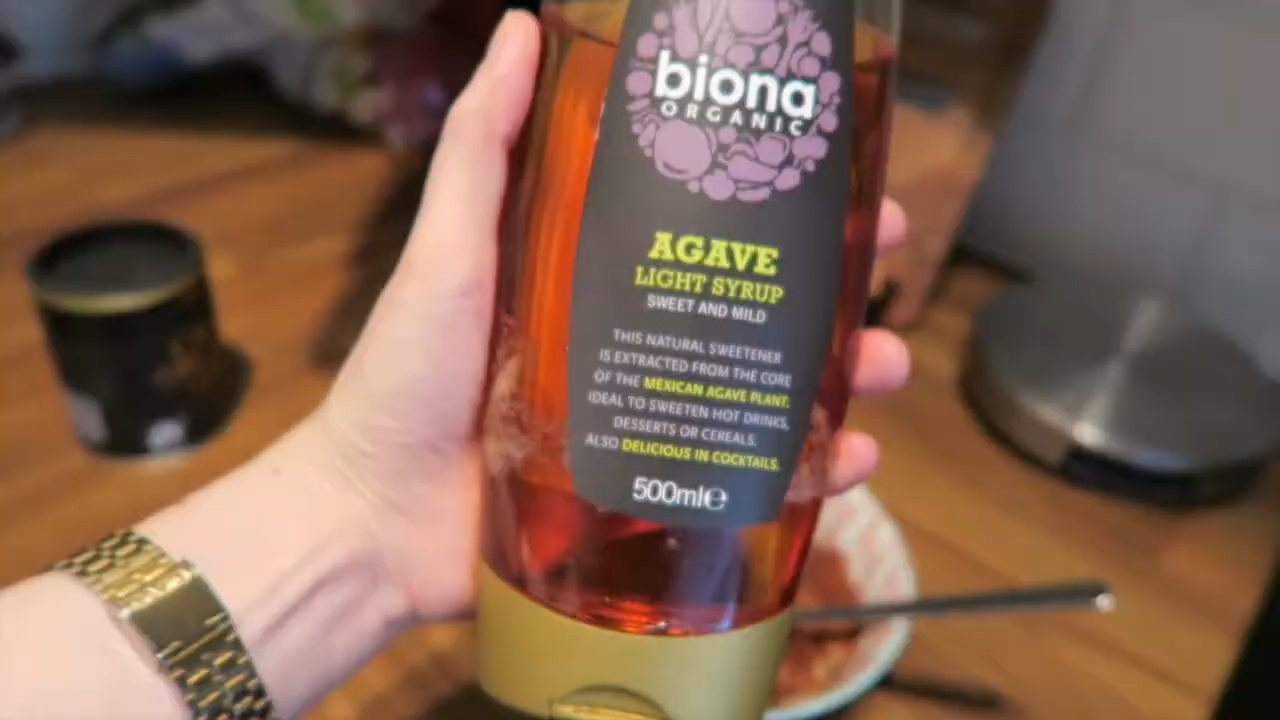 biona
ORGANIC
AGAVE
LIGHT SYRUP
SWEET AND MILD
THIS NATURAL SWEETENER
IS EXTRACTED FROM THE CORE
OF THE MEXICAN AGAVE PLANT.
IDEAL TO SWEETEN HOT DRINKS,
DESSERTS OR CEREALS.
ALSO DELICIOUS IN COCKTAILS.
500ml℮